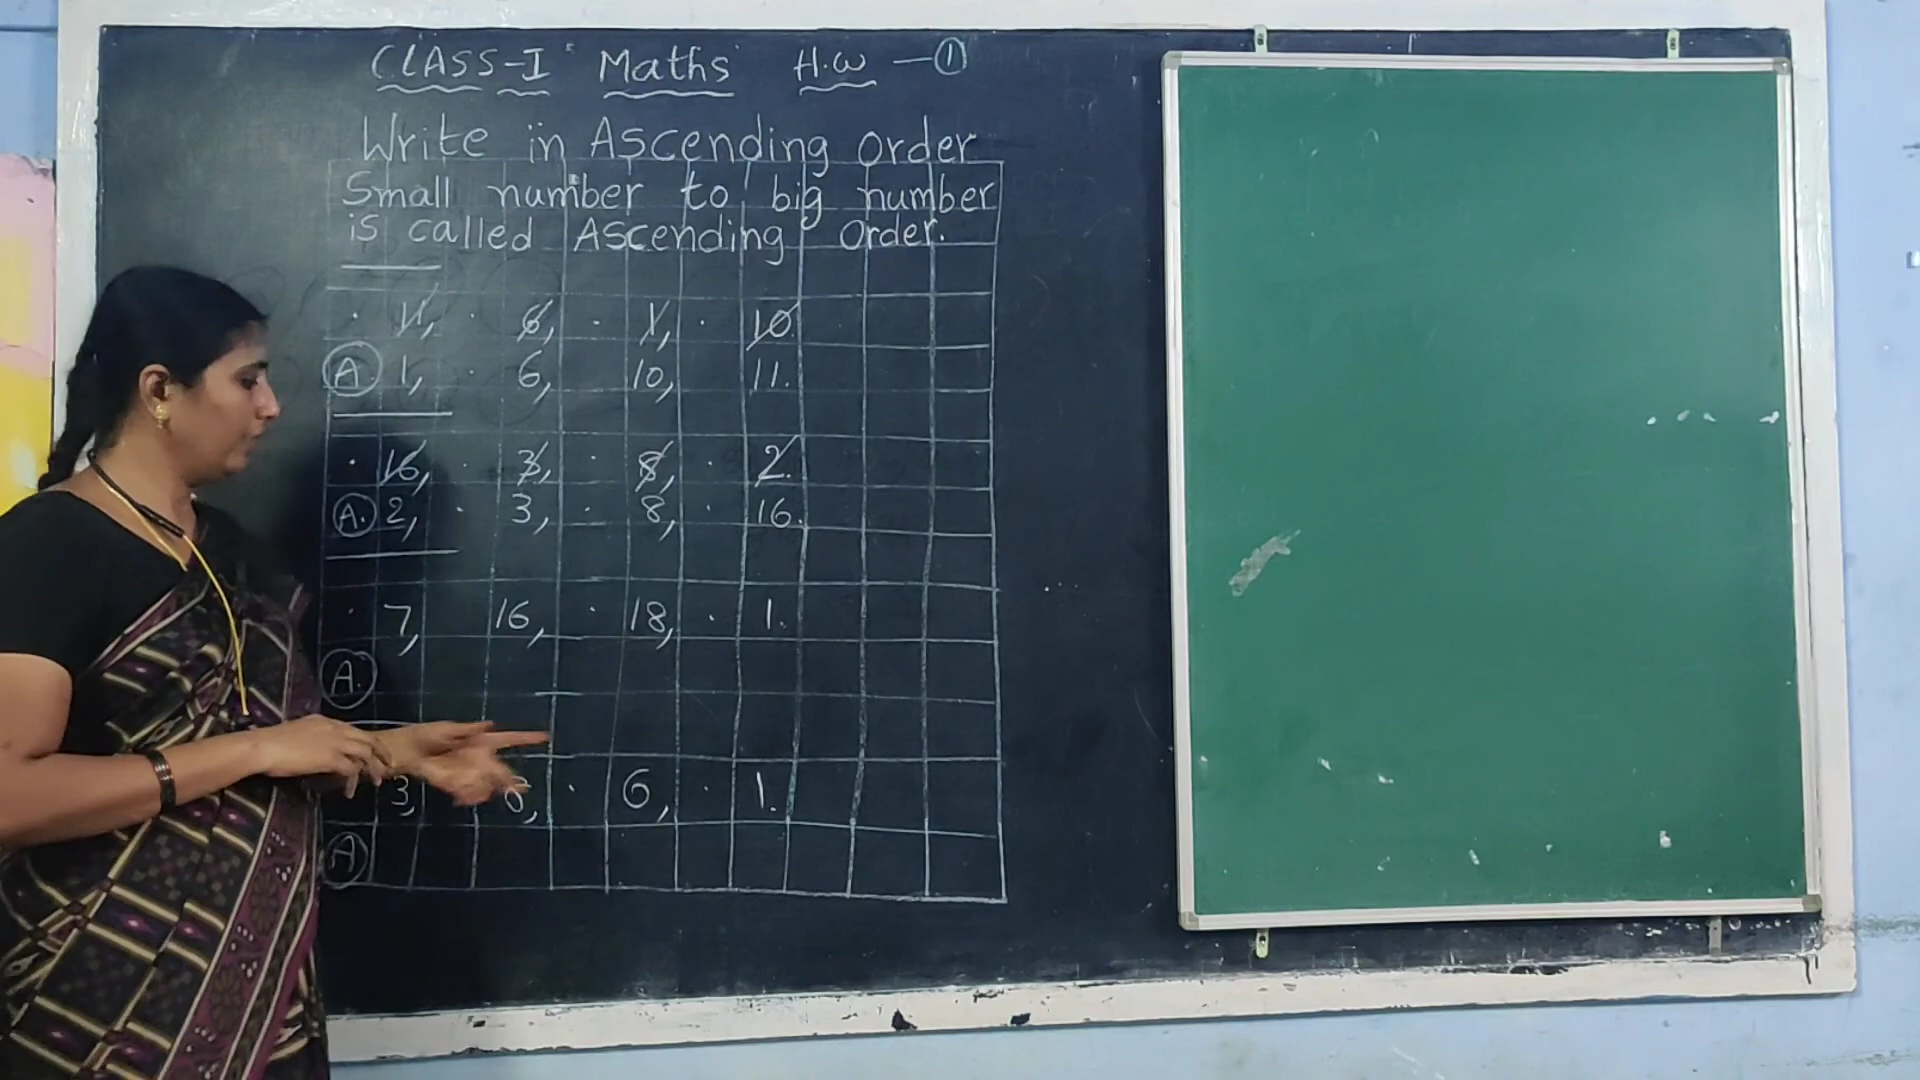 CLASS-I Maths H.W - ①
Write in Ascending order
Small number to big number
is called Ascending Order.
11, 6, 1, 10
A 1, 6, 10, 11.
16, 3, 8, 2.
A. 2, 3, 8, 16.
7, 16, 18, 1.
A.
3, 6, 1.
A